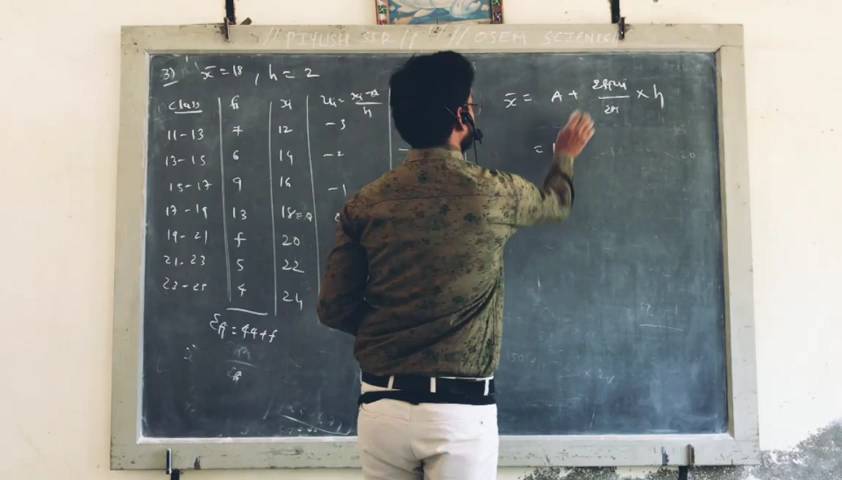 // PIYUSH SIR // // OSEM SCIENCE
3) x̄ = 18 , h = 2
class fi xi ui = xi - A / h
11-13 7 12 -3
13-15 6 14 -2
15-17 9 16 -1
17-19 13 18=A
19-21 f 20
21-23 5 22
23-25 4 24
Σfi = 44+f
x̄ = A + Σfiui / Σfi × h
=